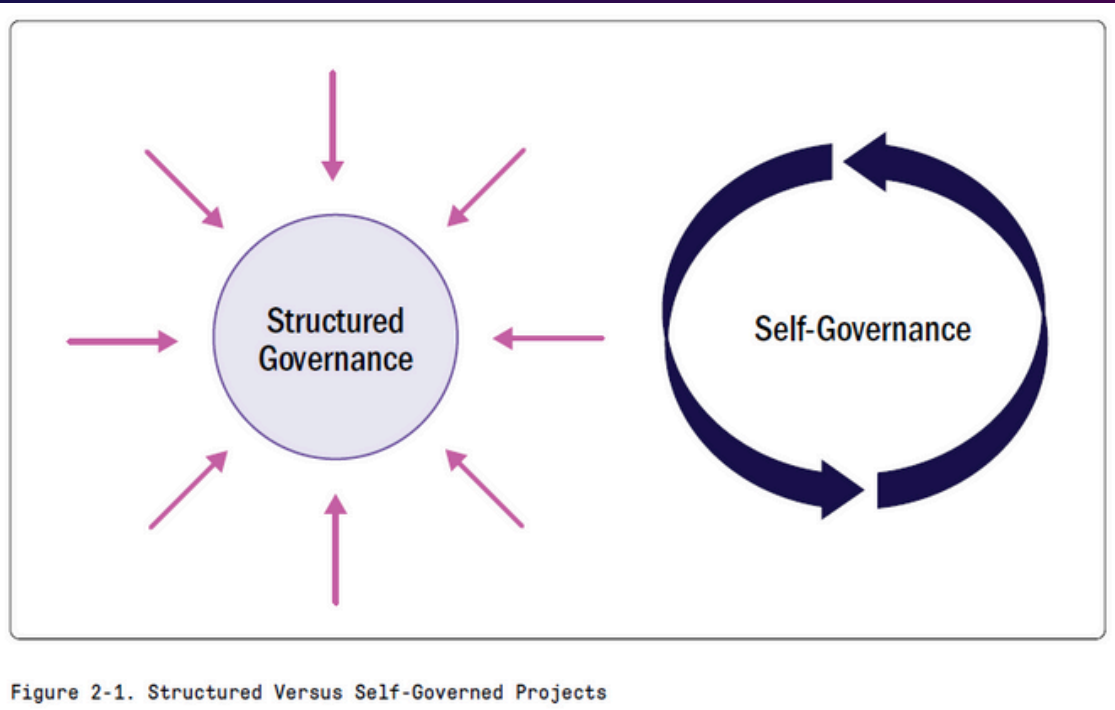 Structured
Governance
Self-Governance
Figure 2-1. Structured Versus Self-Governed Projects